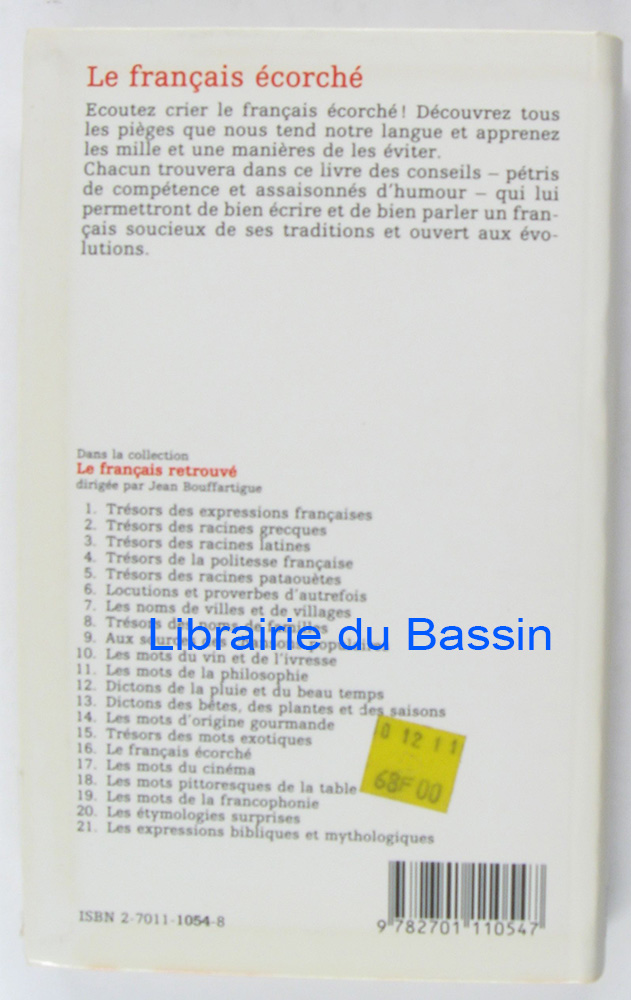 Le français écorché
Ecoutez crier le français écorché! Découvrez tous
les pièges que nous tend notre langue et apprenez
les mille et une manières de les éviter.
Chacun trouvera dans ce livre des conseils – pétris
de compétence et assaisonnés d'humour – qui lui
permettront de bien écrire et de bien parler un fran-
çais soucieux de ses traditions et ouvert aux évo-
lutions.
Dans la collection
Le français retrouvé
dirigée par Jean Bouffartigue
1. Trésors des expressions françaises
2. Trésors des racines grecques
3. Trésors des racines latines
4. Trésors de la politesse française
5. Trésors des racines pataouètes
6. Locutions et proverbes d'autrefois
7. Les noms de villes et de villages
8. Trésors des noms de familles
9. Aux sources des chansons populaires
Librairie du Bassin
10. Les mots du vin et de l'ivresse
11. Les mots de la philosophie
12. Dictons de la pluie et du beau temps
13. Dictons des bêtes, des plantes et des saisons
14. Les mots d'origine gourmande
15. Trésors des mots exotiques
16. Le français écorché
17. Les mots du cinéma
18. Les mots pittoresques de la table
19. Les mots de la francophonie
20. Les étymologies surprises
21. Les expressions bibliques et mythologiques
0 12 11
68F00
ISBN 2-7011-1054-8
9 782701 110547